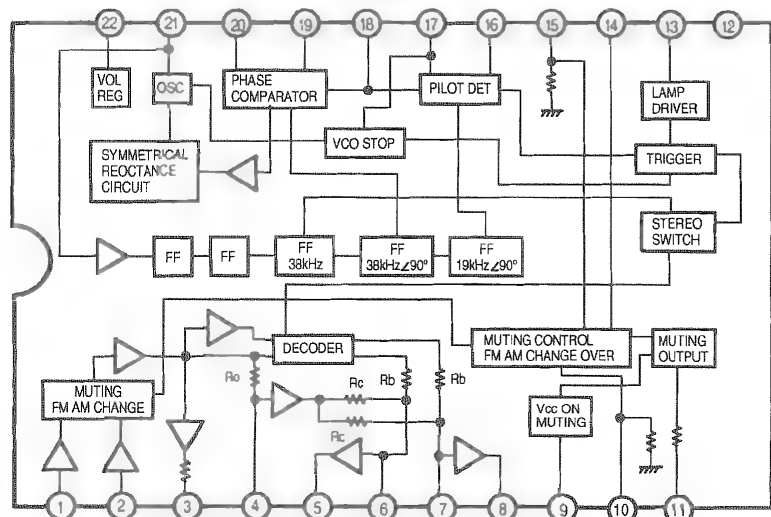 22 21 20 19 18 17 16 15 14 13 12
VOL
REG
OSC
PHASE
COMPARATOR
PILOT DET
LAMP
DRIVER
VCO STOP
SYMMETRICAL
REOCTANCE
CIRCUIT
TRIGGER
STEREO
SWITCH
FF
FF
FF
38kHz
FF
38kHz∠90°
FF
19kHz∠90°
DECODER
MUTING CONTROL
FM AM CHANGE OVER
MUTING
OUTPUT
MUTING
FM AM CHANGE
Ro
Rc
Rb
Rb
Rc
Vcc ON
MUTING
1 2 3 4 5 6 7 8 9 10 11